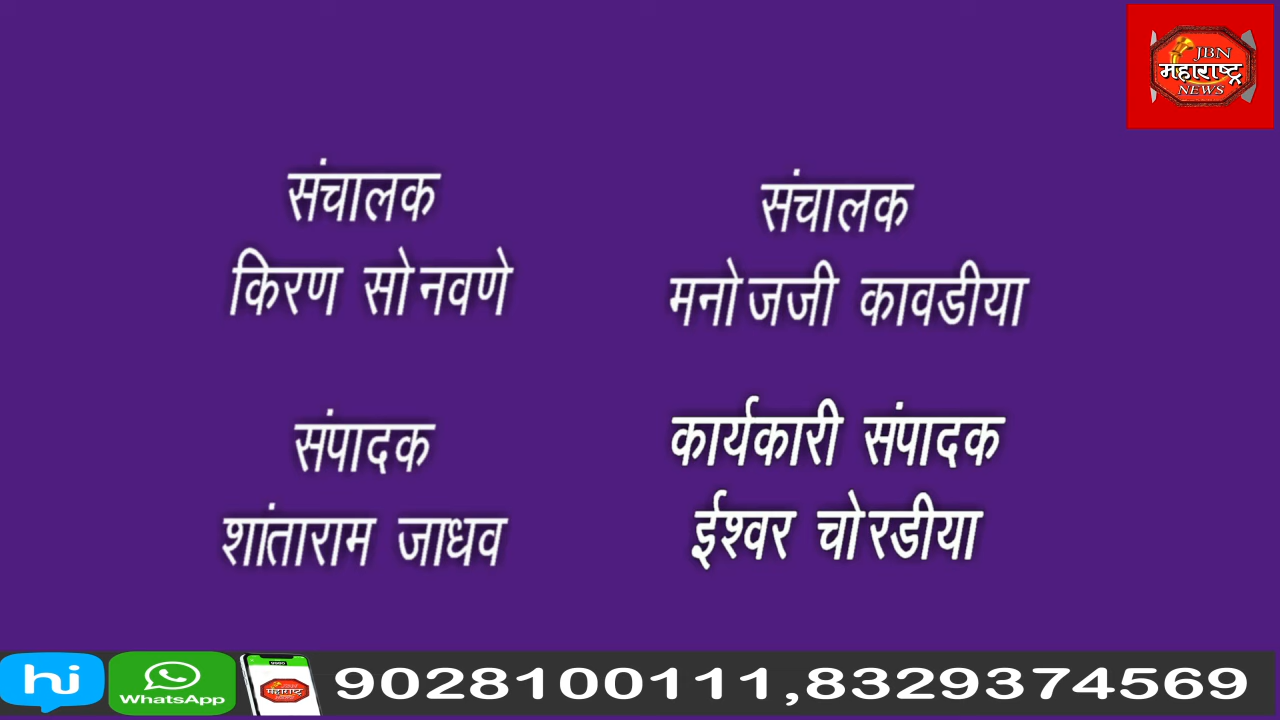 JBN
महाराष्ट्र
NEWS
संचालक
किरण सोनवणे
संचालक
मनोजजी कावडीया
संपादक
शांताराम जाधव
कार्यकारी संपादक
ईश्वर चोरडीया
hi
WhatsApp
महाराष्ट्र
9028100111,8329374569